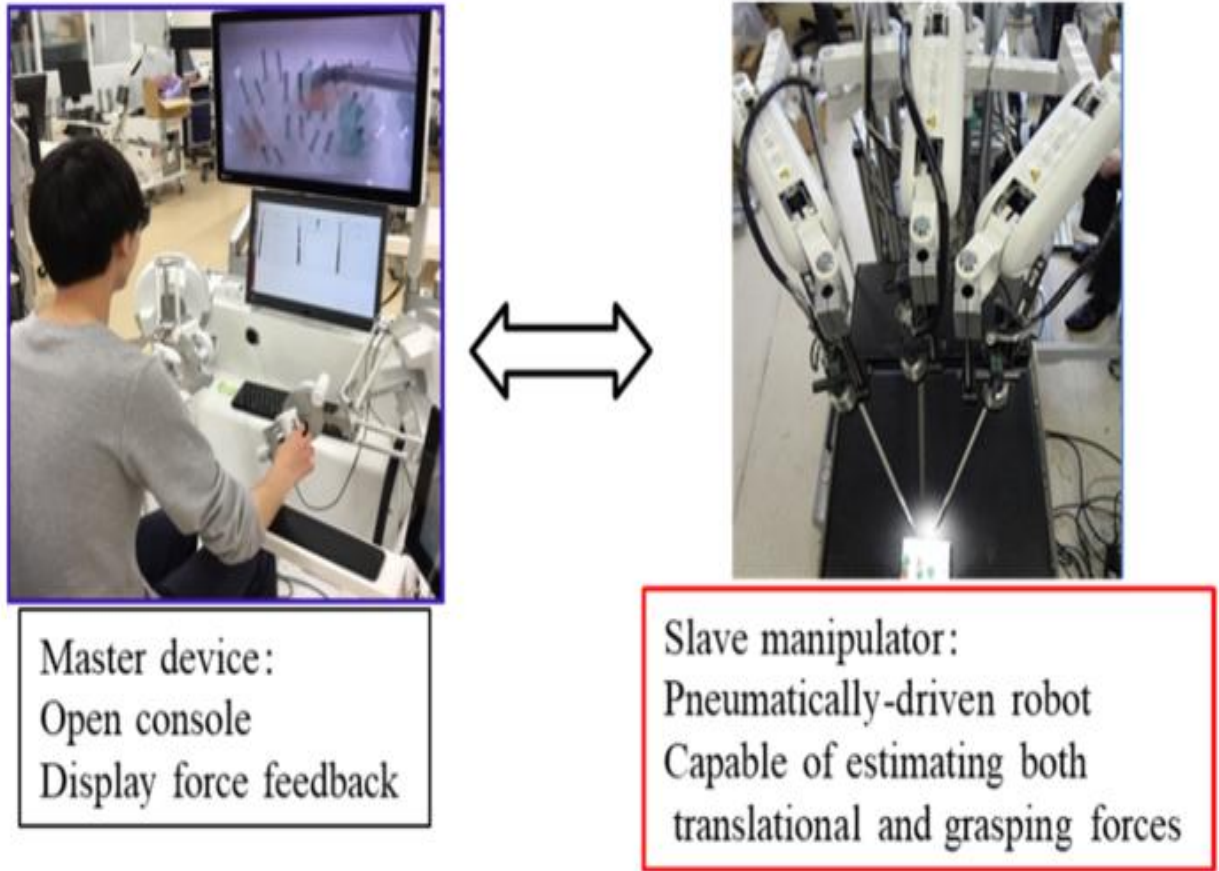 Master device:
Open console
Display force feedback
Slave manipulator:
Pneumatically-driven robot
Capable of estimating both
translational and grasping forces